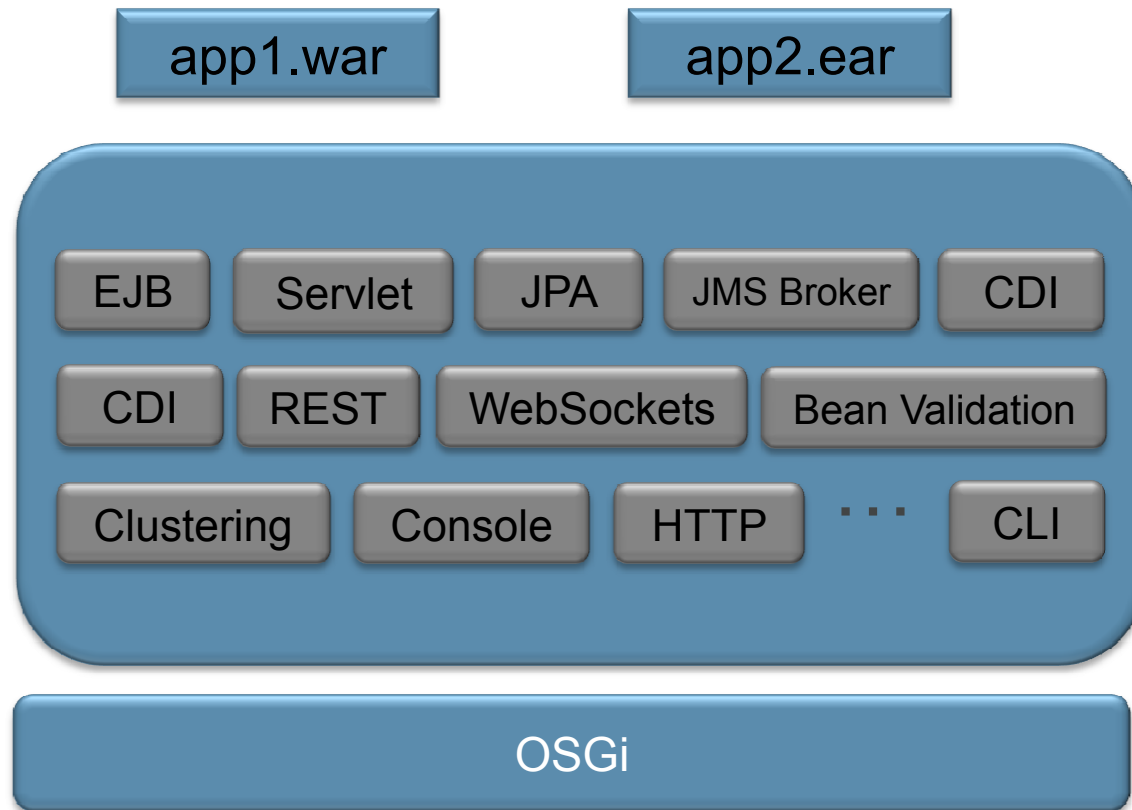 app1.war app2.ear
EJB Servlet JPA JMS Broker CDI
CDI REST WebSockets Bean Validation
Clustering Console HTTP ... CLI
OSGi